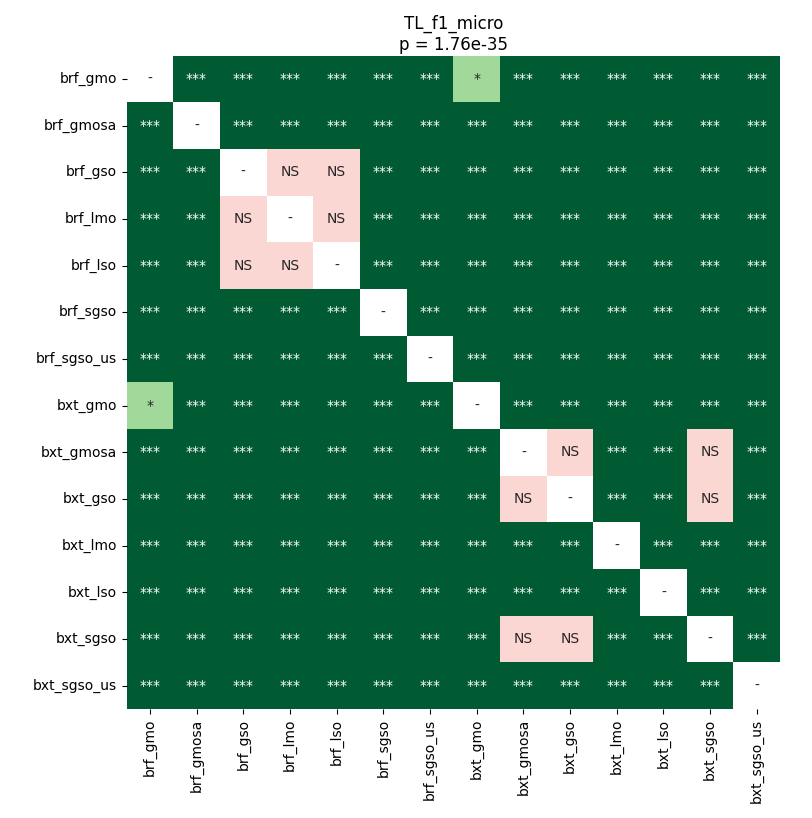 TL_f1_micro
p = 1.76e-35
brf_gmo - *** *** *** *** *** *** * *** *** *** *** *** ***
brf_gmosa *** - *** *** *** *** *** *** *** *** *** *** *** ***
brf_gso *** *** - NS NS *** *** *** *** *** *** *** *** ***
brf_lmo *** *** NS - NS *** *** *** *** *** *** *** *** ***
brf_lso *** *** NS NS - *** *** *** *** *** *** *** *** ***
brf_sgso *** *** *** *** *** - *** *** *** *** *** *** *** ***
brf_sgso_us *** *** *** *** *** *** - *** *** *** *** *** *** ***
bxt_gmo * *** *** *** *** *** *** - *** *** *** *** *** ***
bxt_gmosa *** *** *** *** *** *** *** *** - NS *** *** NS ***
bxt_gso *** *** *** *** *** *** *** *** NS - *** *** NS ***
bxt_lmo *** *** *** *** *** *** *** *** *** *** - *** *** ***
bxt_lso *** *** *** *** *** *** *** *** *** *** *** - *** ***
bxt_sgso *** *** *** *** *** *** *** *** NS NS *** *** - ***
bxt_sgso_us *** *** *** *** *** *** *** *** *** *** *** *** *** -
brf_gmo brf_gmosa brf_gso brf_lmo brf_lso brf_sgso brf_sgso_us bxt_gmo bxt_gmosa bxt_gso bxt_lmo bxt_lso bxt_sgso bxt_sgso_us